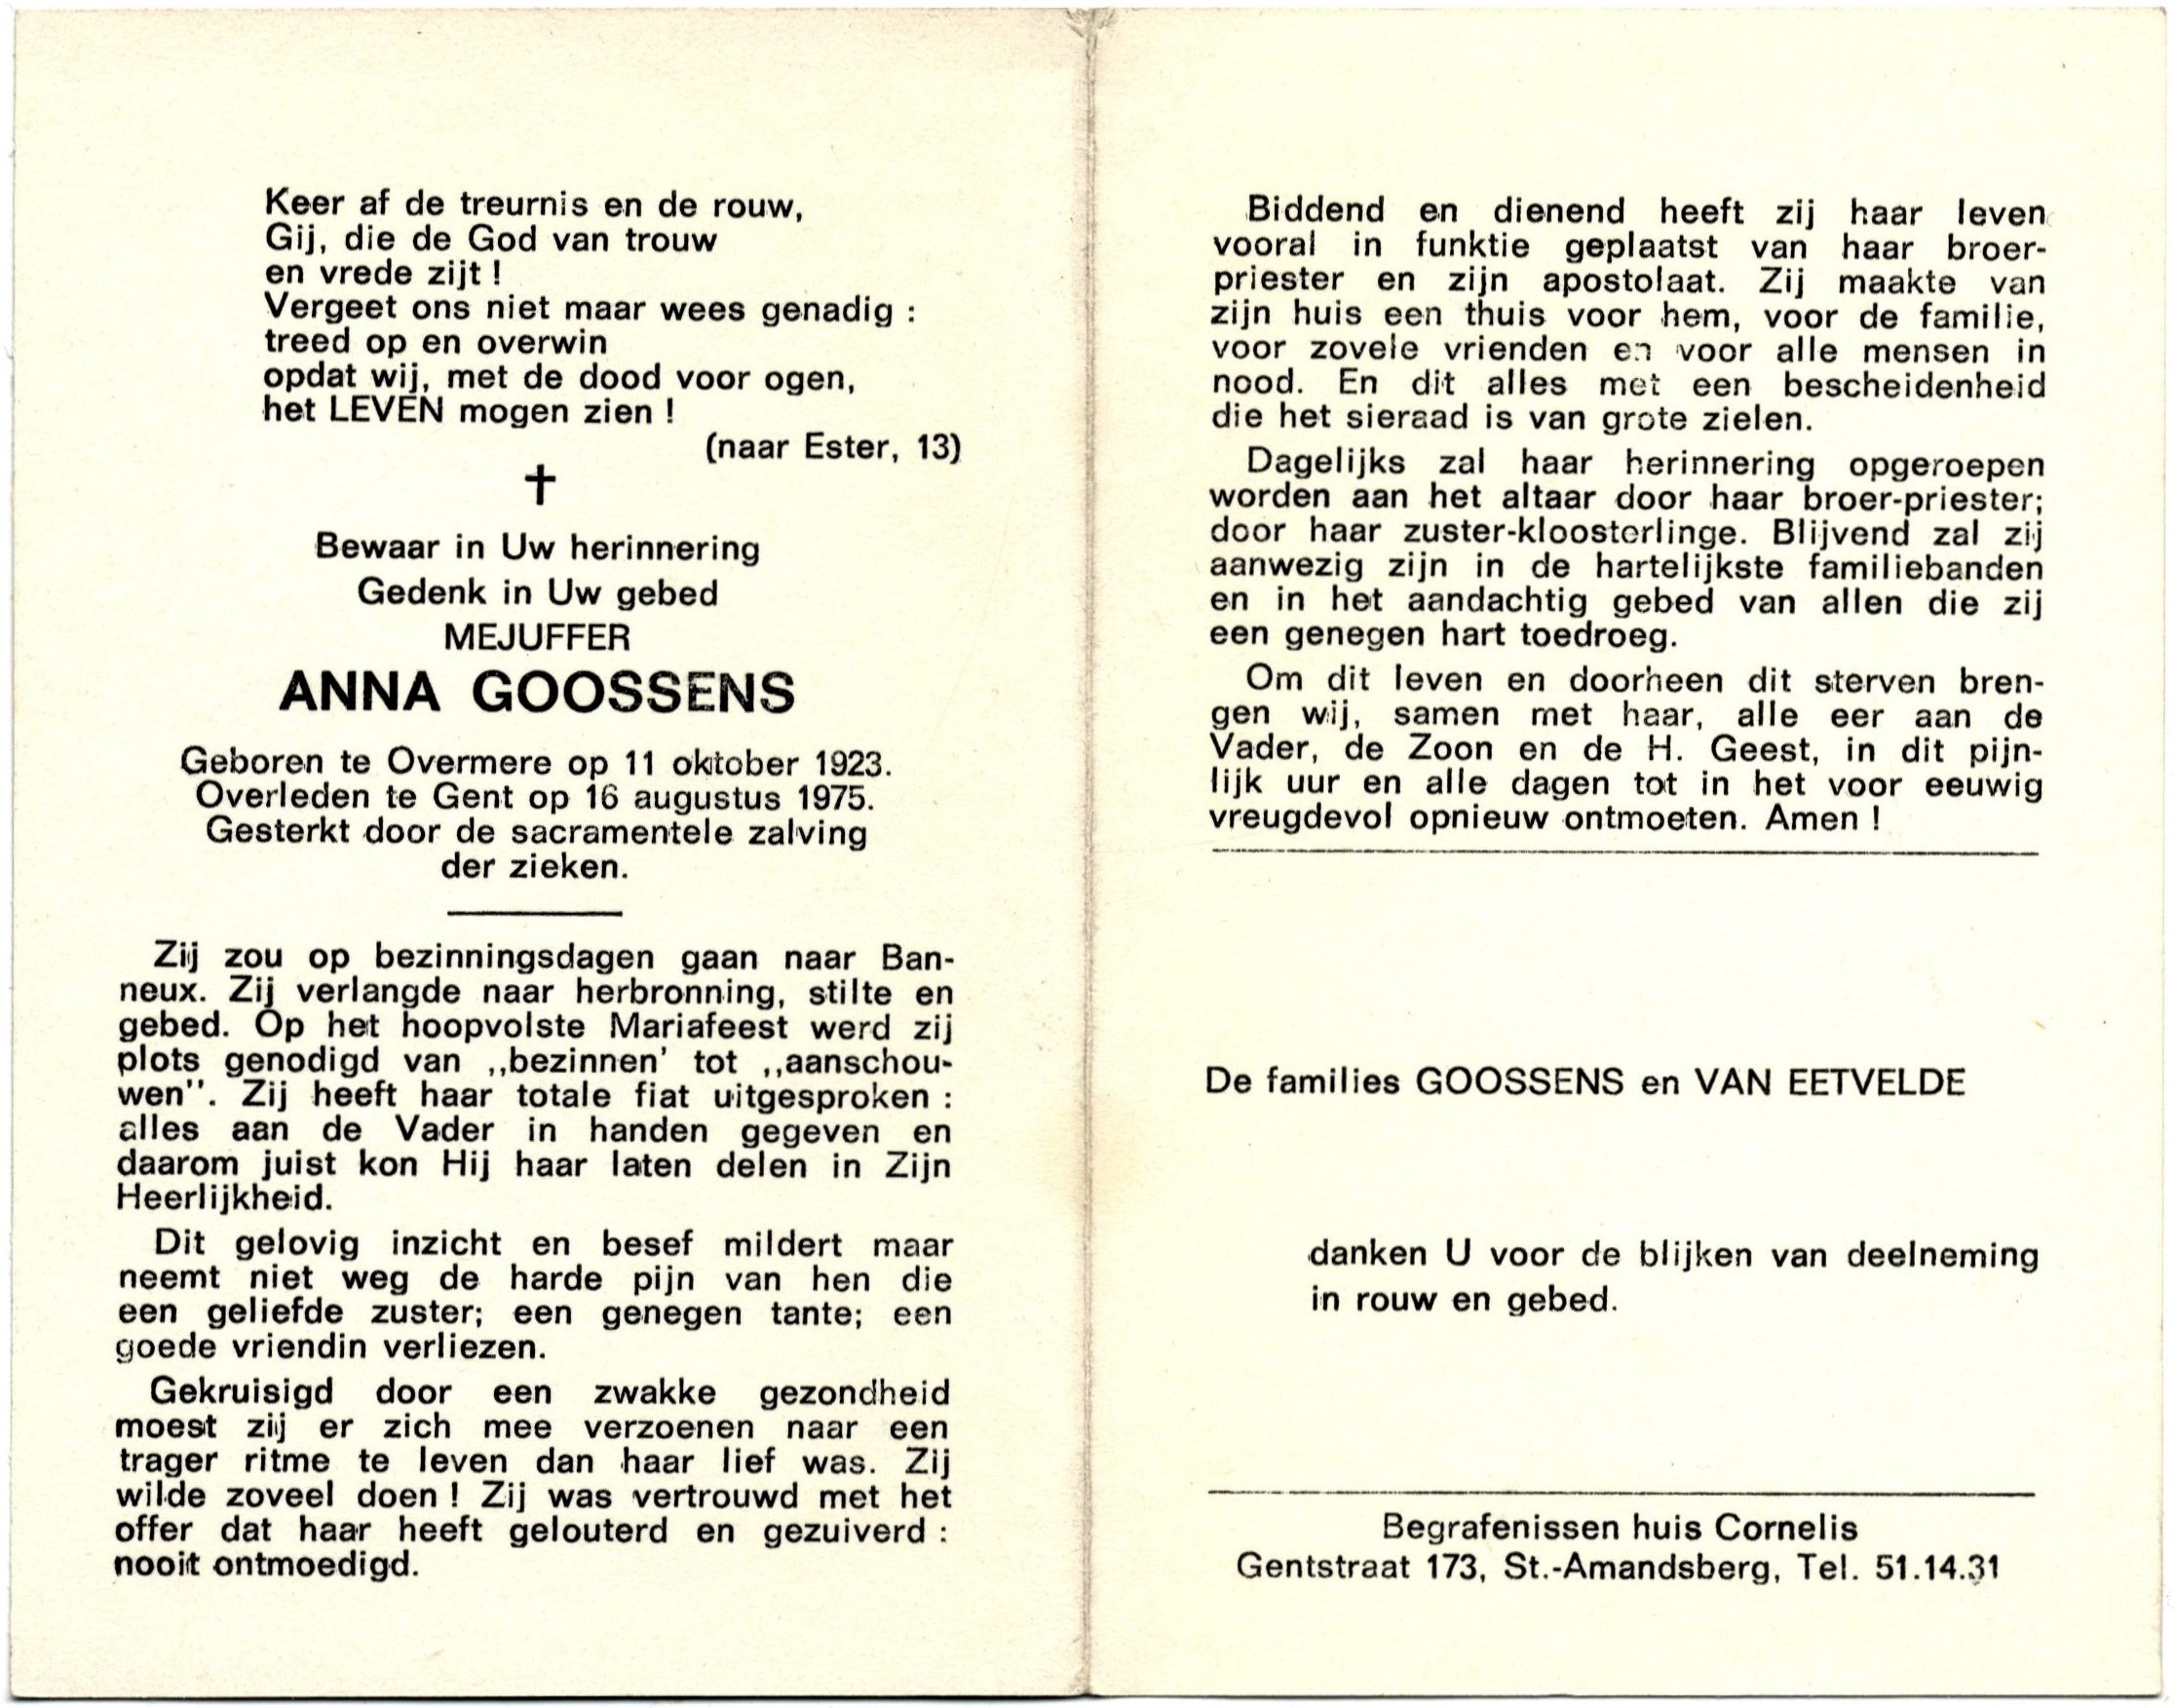 Keer af de treurnis en de rouw,
Gij, die de God van trouw
en vrede zijt !
Vergeet ons niet maar wees genadig :
treed op en overwin
opdat wij, met de dood voor ogen,
het LEVEN mogen zien !
(naar Ester, 13)
✝
Bewaar in Uw herinnering
Gedenk in Uw gebed
MEJUFFER
ANNA GOOSSENS
Geboren te Overmere op 11 oktober 1923.
Overleden te Gent op 16 augustus 1975.
Gesterkt door de sacramentele zalving
der zieken.
Zij zou op bezinningsdagen gaan naar Ban-
neux. Zij verlangde naar herbronning, stilte en
gebed. Op het hoopvolste Mariafeest werd zij
plots genodigd van ,,bezinnen' tot ,,aanschou-
wen''. Zij heeft haar totale fiat uitgesproken :
alles aan de Vader in handen gegeven en
daarom juist kon Hij haar laten delen in Zijn
Heerlijkheid.
Dit gelovig inzicht en besef mildert maar
neemt niet weg de harde pijn van hen die
een geliefde zuster; een genegen tante; een
goede vriendin verliezen.
Gekruisigd door een zwakke gezondheid
moest zij er zich mee verzoenen naar een
trager ritme te leven dan haar lief was. Zij
wilde zoveel doen ! Zij was vertrouwd met het
offer dat haar heeft gelouterd en gezuiverd :
nooit ontmoedigd.
Biddend en dienend heeft zij haar leven
vooral in funktie geplaatst van haar broer-
priester en zijn apostolaat. Zij maakte van
zijn huis een thuis voor hem, voor de familie,
voor zovele vrienden en voor alle mensen in
nood. En dit alles met een bescheidenheid
die het sieraad is van grote zielen.
Dagelijks zal haar herinnering opgeroepen
worden aan het altaar door haar broer-priester;
door haar zuster-kloosterlinge. Blijvend zal zij
aanwezig zijn in de hartelijkste familiebanden
en in het aandachtig gebed van allen die zij
een genegen hart toedroeg.
Om dit leven en doorheen dit sterven bren-
gen wij, samen met haar, alle eer aan de
Vader, de Zoon en de H. Geest, in dit pijn-
lijk uur en alle dagen tot in het voor eeuwig
vreugdevol opnieuw ontmoeten. Amen !
De families GOOSSENS en VAN EETVELDE
danken U voor de blijken van deelneming
in rouw en gebed.
Begrafenissen huis Cornelis
Gentstraat 173, St.-Amandsberg, Tel. 51.14.31